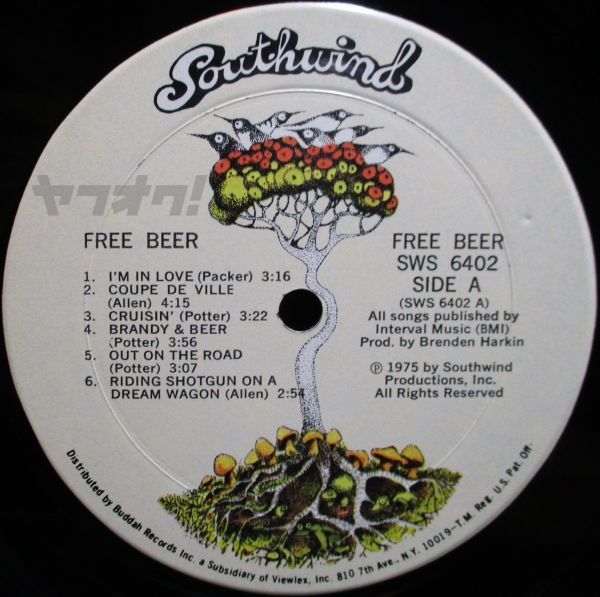 Southwind
ヤフオク!
FREE BEER
1. I'M IN LOVE (Packer) 3:16
2. COUPE DE VILLE
(Allen) 4:15
3. CRUISIN' (Potter) 3:22
4. BRANDY & BEER
(Potter) 3:56
5. OUT ON THE ROAD
(Potter) 3:07
6. RIDING SHOTGUN ON A
DREAM WAGON (Allen) 2:54
FREE BEER
SWS 6402
SIDE A
(SWS 6402 A)
All songs published by
Interval Music (BMI)
Prod. by Brenden Harkin
Ⓟ 1975 by Southwind
Productions, Inc.
All Rights Reserved
Distributed by Buddah Records Inc. a Subsidiary of Viewlex, Inc. 810 7th Ave., N.Y. 10019-T.M. Reg. U.S. Pat. Off.